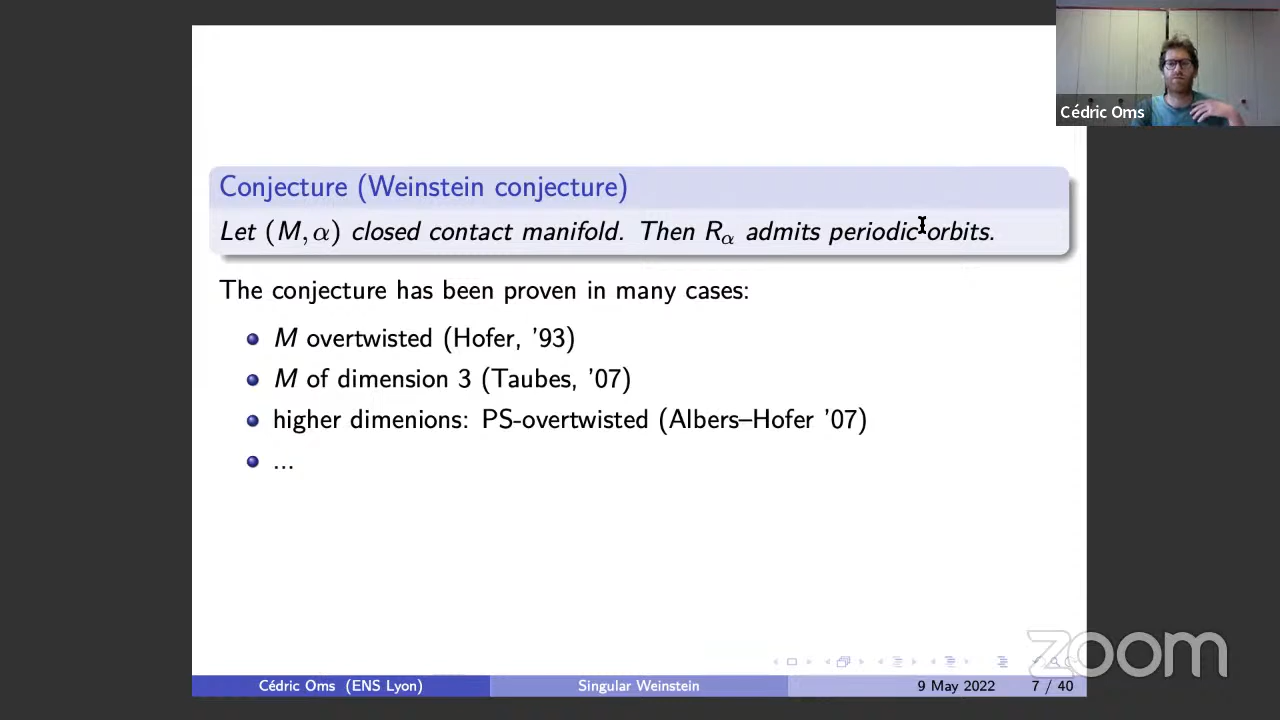 Cédric Oms
Conjecture (Weinstein conjecture)
Let (M, α) closed contact manifold. Then Rα admits periodic orbits.
The conjecture has been proven in many cases:
M overtwisted (Hofer, '93)
M of dimension 3 (Taubes, '07)
higher dimenions: PS-overtwisted (Albers–Hofer '07)
...
zoom
Cédric Oms (ENS Lyon) Singular Weinstein 9 May 2022 7 / 40